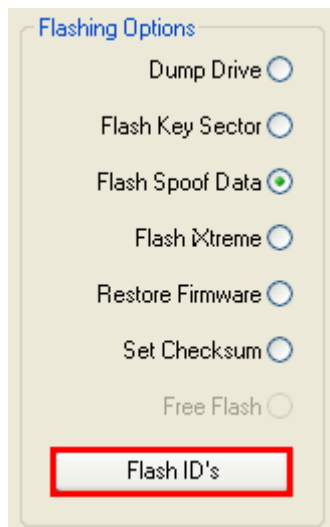 Flashing Options
Dump Drive
Flash Key Sector
Flash Spoof Data
Flash iXtreme
Restore Firmware
Set Checksum
Free Flash
Flash ID's